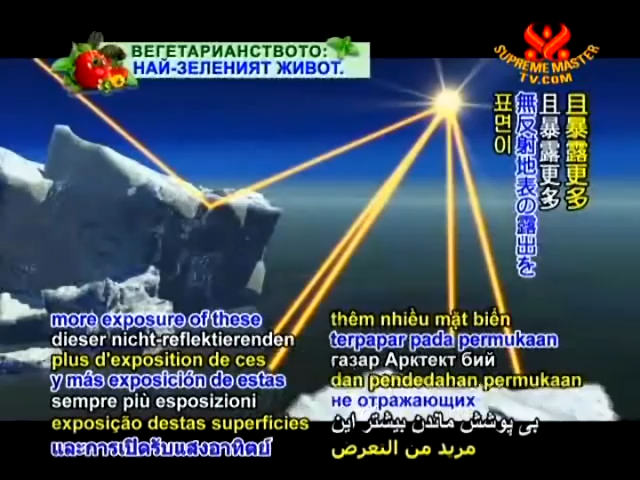 ВЕГЕТАРИАНСТВОТО:
НАЙ-ЗЕЛЕНИЯТ ЖИВОТ.
SUPREME MASTER
TV.COM
且暴露更多
且暴露更多
無反射地表の露出を
표면이
more exposure of these
dieser nicht-reflektierenden
plus d'exposition de ces
y más exposición de estas
sempre più esposizioni
exposição destas superfícies
และการเปิดรับแสงอาทิตย์
thêm nhiều mặt biển
terpapar pada permukaan
газар Арктект бий
dan pendedahan permukaan
не отражающих
بی پوشش ماندن بیشتر این
مزيد من التعرض